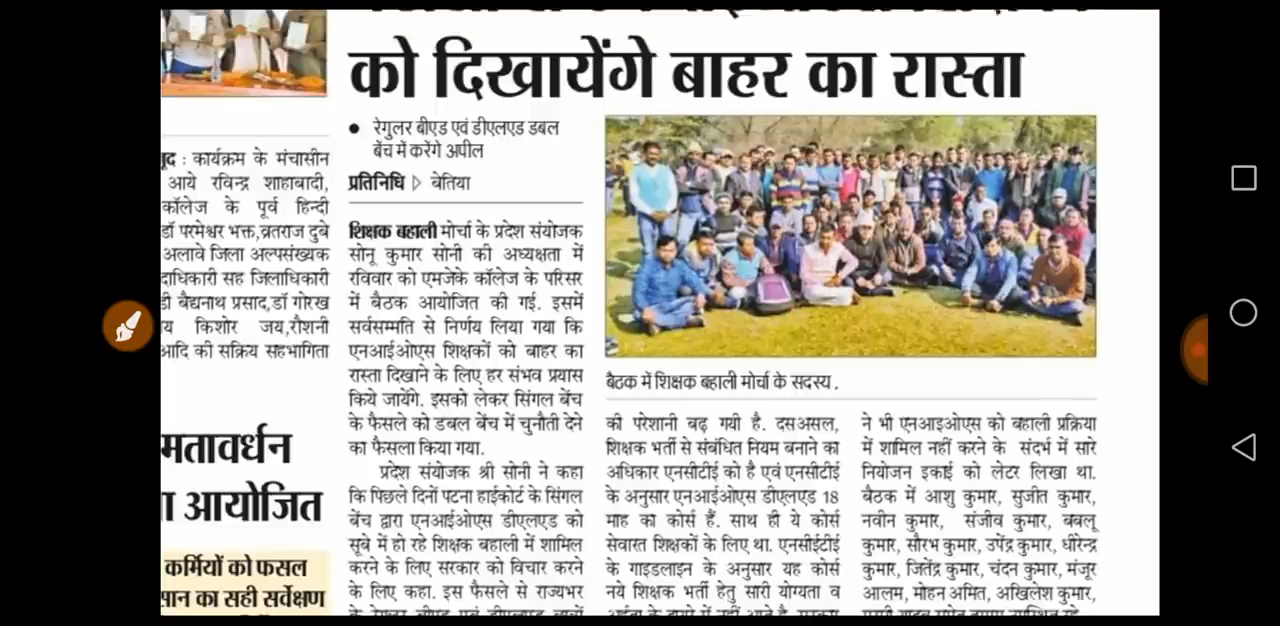 को दिखायेंगे बाहर का रास्ता
● रेगुलर बीएड एवं डीएलएड डबल
बेंच में करेंगे अपील
प्रतिनिधि ▷ बेतिया
शिक्षक बहाली मोर्चा के प्रदेश संयोजक
सोनू कुमार सोनी की अध्यक्षता में
रविवार को एमजेके कॉलेज के परिसर
में बैठक आयोजित की गई. इसमें
सर्वसम्मति से निर्णय लिया गया कि
एनआईओएस शिक्षकों को बाहर का
रास्ता दिखाने के लिए हर संभव प्रयास
किये जायेंगे. इसको लेकर सिंगल बेंच
के फैसले को डबल बेंच में चुनौती देने
का फैसला किया गया.
प्रदेश संयोजक श्री सोनी ने कहा
कि पिछले दिनों पटना हाईकोर्ट के सिंगल
बेंच द्वारा एनआईओएस डीएलएड को
सूबे में हो रहे शिक्षक बहाली में शामिल
करने के लिए सरकार को विचार करने
के लिए कहा. इस फैसले से राज्यभर
बैठक में शिक्षक बहाली मोर्चा के सदस्य.
की परेशानी बढ़ गयी है. दसअसल,
शिक्षक भर्ती से संबंधित नियम बनाने का
अधिकार एनसीटीई को है एवं एनसीटीई
के अनुसार एनआईओएस डीएलएड 18
माह का कोर्स हैं. साथ ही ये कोर्स
सेवारत शिक्षकों के लिए था. एनसीईटीई
के गाइडलाइन के अनुसार यह कोर्स
नये शिक्षक भर्ती हेतु सारी योग्यता व
ने भी एनआइओएस को बहाली प्रक्रिया
में शामिल नहीं करने के संदर्भ में सारे
नियोजन इकाई को लेटर लिखा था.
बैठक में आशु कुमार, सुजीत कुमार,
नवीन कुमार, संजीव कुमार, बबलू
कुमार, सौरभ कुमार, उपेंद्र कुमार, धीरेन्द्र
कुमार, जितेंद्र कुमार, चंदन कुमार, मंजूर
आलम, मोहन अमित, अखिलेश कुमार,
: कार्यक्रम के मंचासीन
आये रविन्द्र शाहाबादी,
कॉलेज के पूर्व हिन्दी
डॉ परमेश्वर भक्त,व्रतराज दुबे
अलावे जिला अल्पसंख्यक
दाधिकारी सह जिलाधिकारी
डी बैद्यनाथ प्रसाद,डॉ गोरख
य किशोर जय,रौशनी
आदि की सक्रिय सहभागिता
मतावर्धन
आयोजित
कर्मियों को फसल
सान का सही सर्वेक्षण